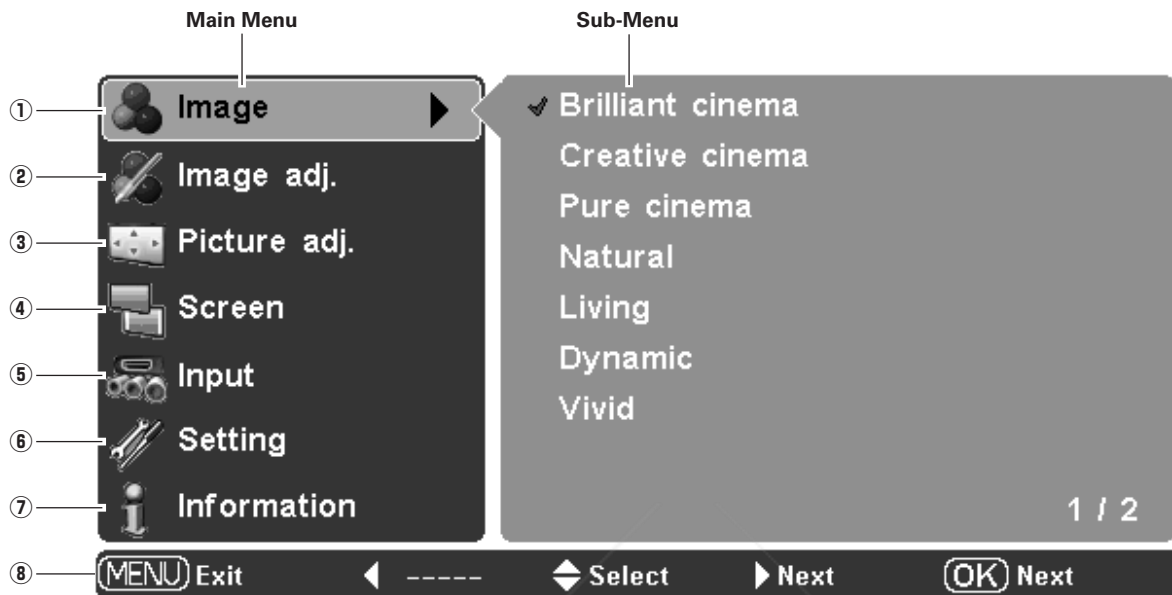 Main Menu
Sub-Menu
① Image
② Image adj.
③ Picture adj.
④ Screen
⑤ Input
⑥ Setting
⑦ Information
Brilliant cinema
Creative cinema
Pure cinema
Natural
Living
Dynamic
Vivid
1 / 2
⑧ MENU Exit ◀ ----- Select ▶ Next OK Next